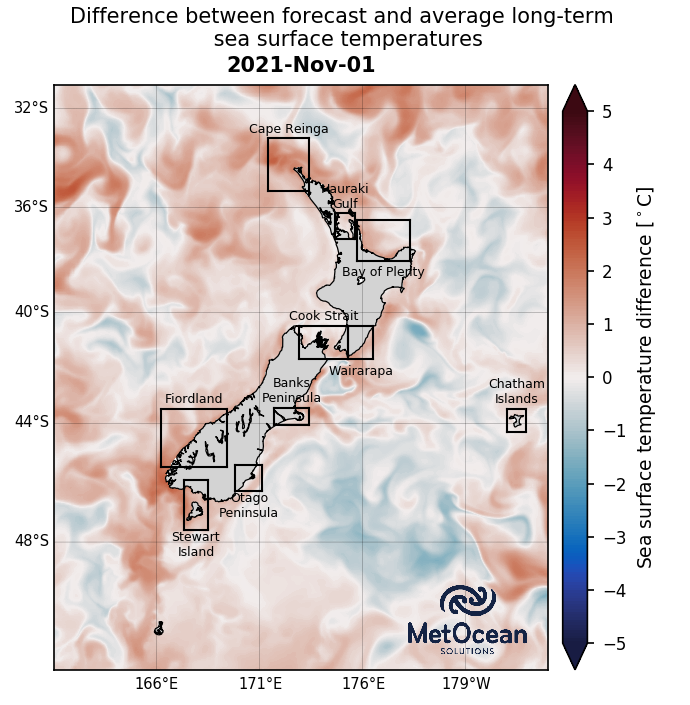 Difference between forecast and average long-term
sea surface temperatures
2021-Nov-01
32°S
36°S
40°S
44°S
48°S
Cape Reinga
Hauraki
Gulf
Bay of Plenty
Cook Strait
Wairarapa
Banks
Peninsula
Fiordland
Chatham
Islands
Otago
Peninsula
Stewart
Island
MetOcean
SOLUTIONS
166°E
171°E
176°E
179°W
5
4
3
2
1
0
−1
−2
−3
−4
−5
Sea surface temperature difference [°C]